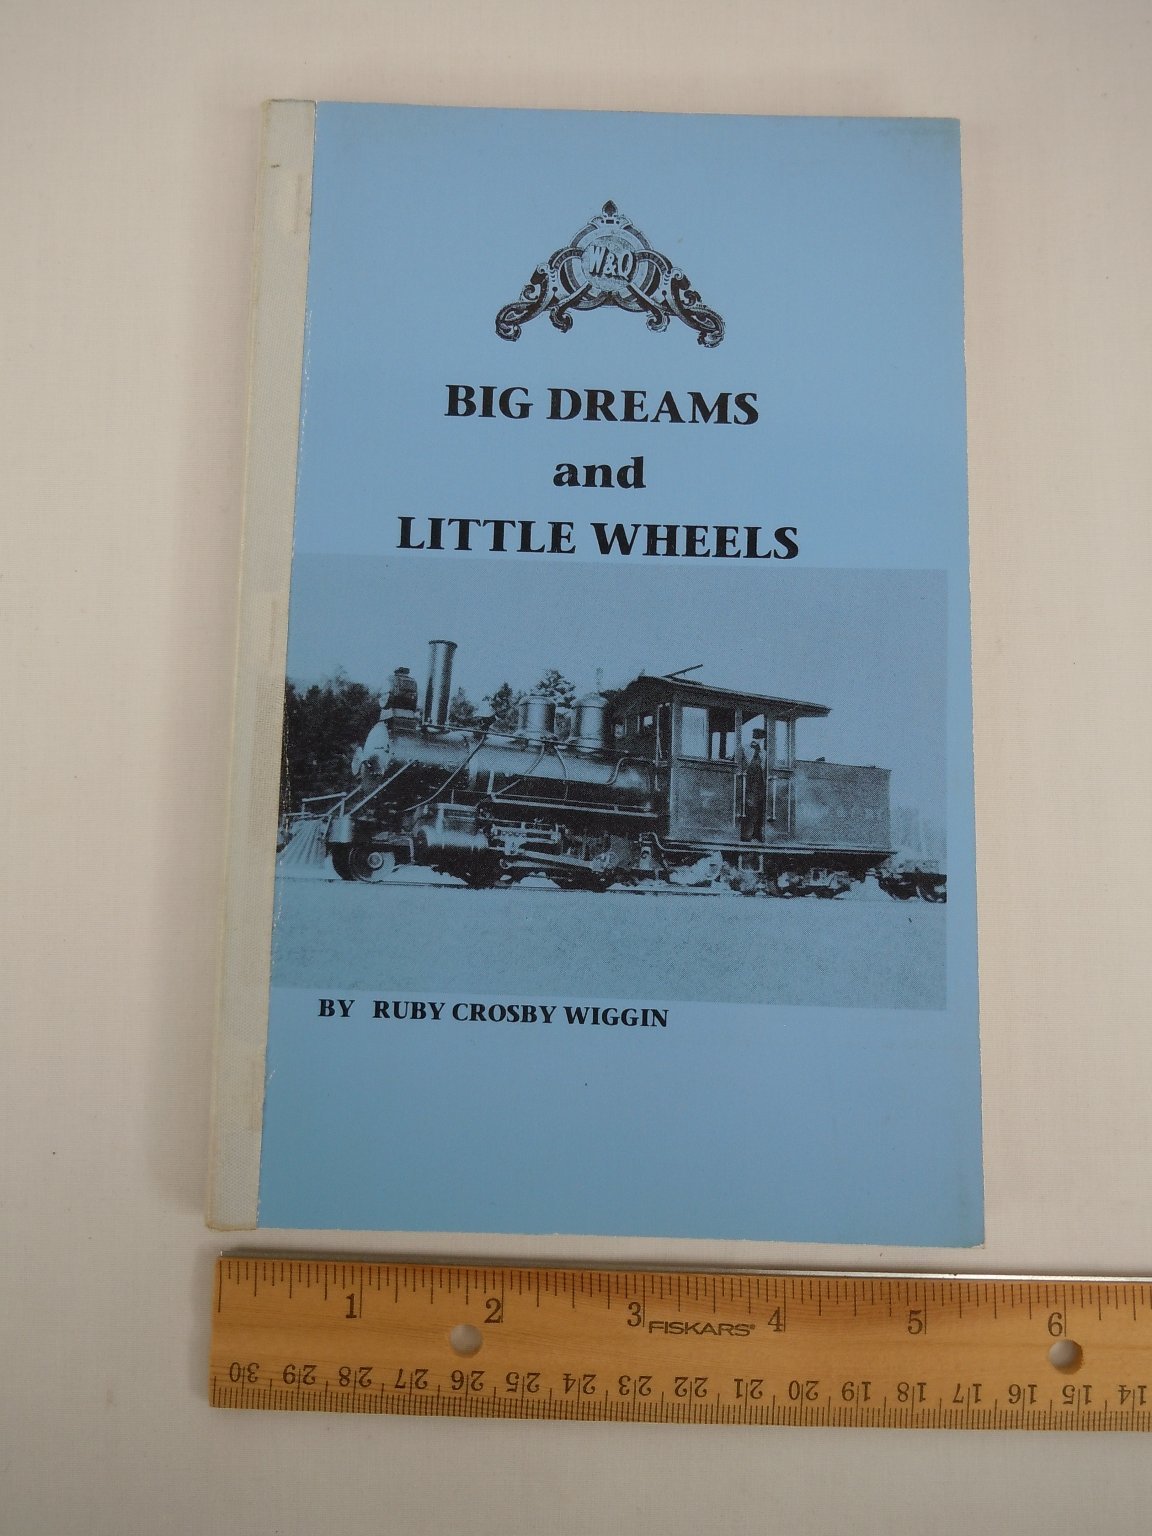 W&Q
BIG DREAMS
and
LITTLE WHEELS
BY RUBY CROSBY WIGGIN
1 2 3 4 5 6
FISKARS®
30 29 28 27 26 25 24 23 22 21 20 19 18 17 16 15 14